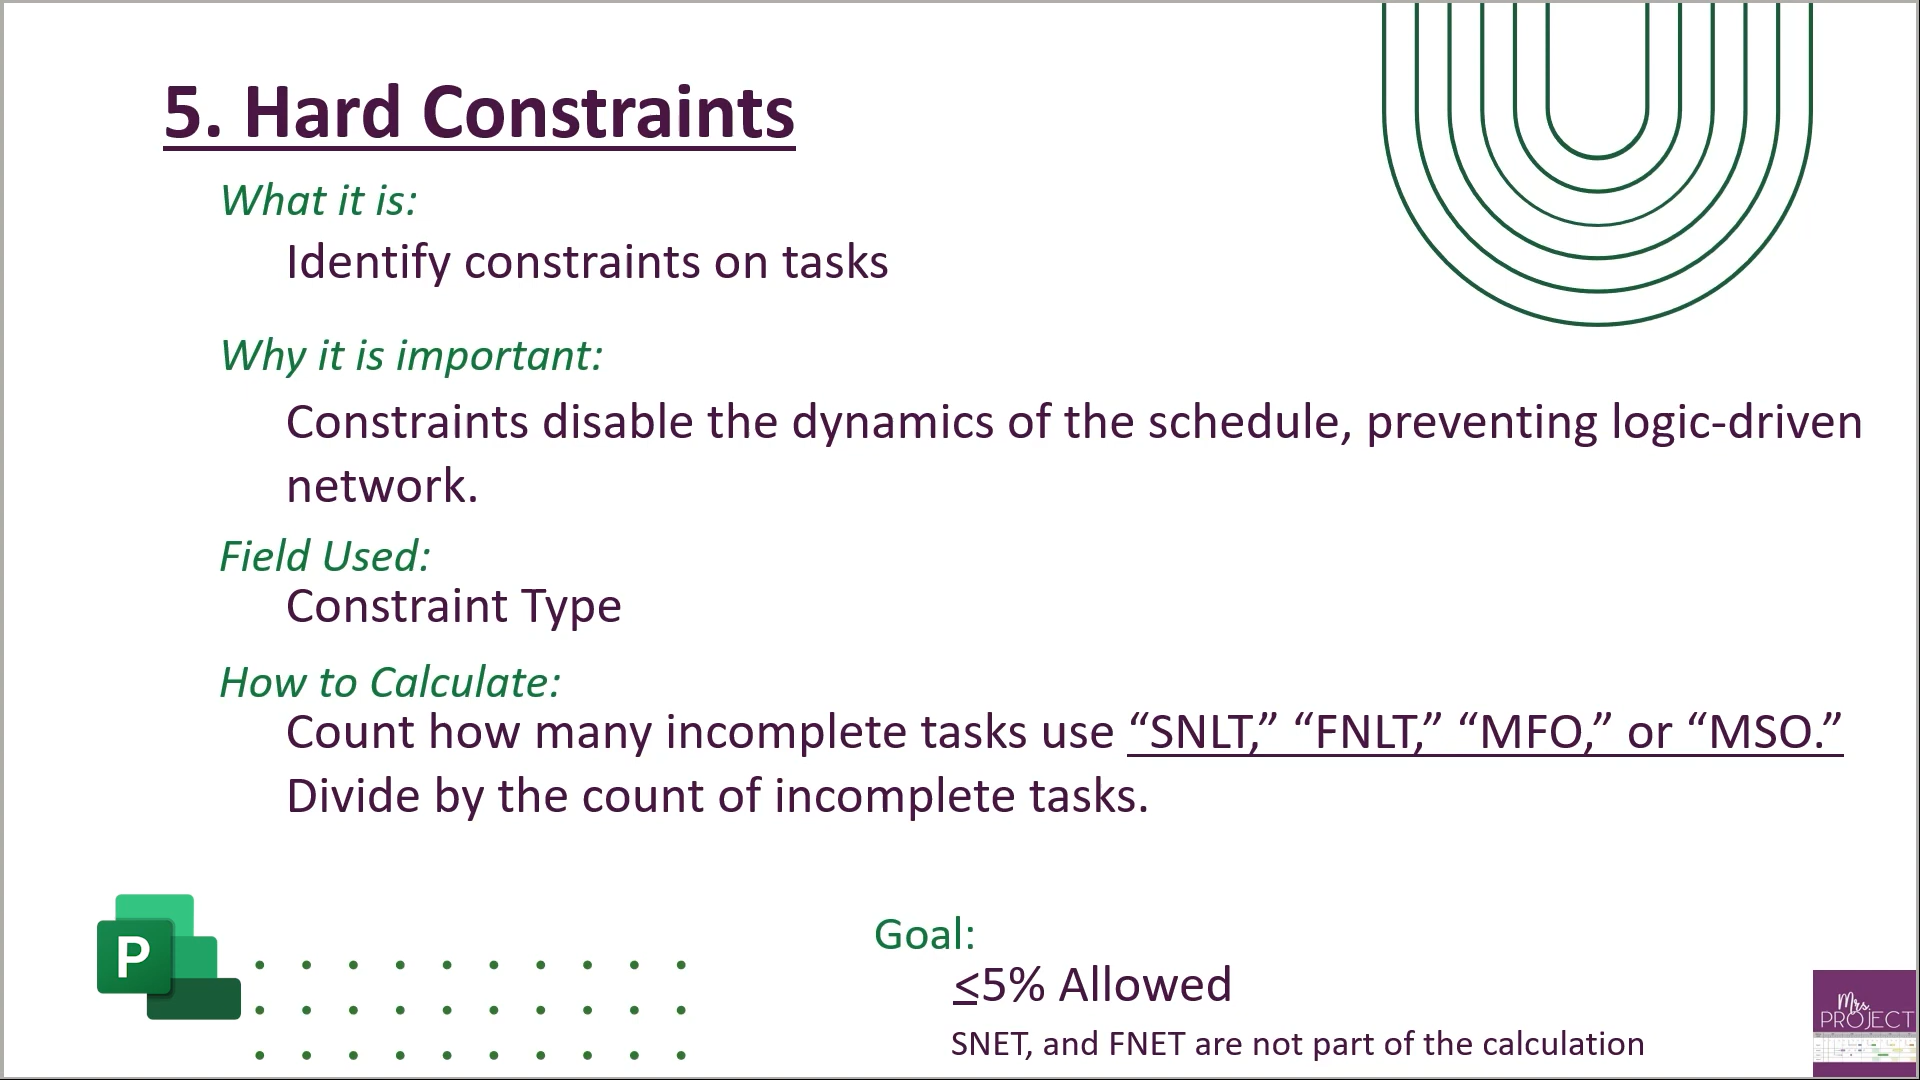 5. Hard Constraints
What it is:
Identify constraints on tasks
Why it is important:
Constraints disable the dynamics of the schedule, preventing logic-driven
network.
Field Used:
Constraint Type
How to Calculate:
Count how many incomplete tasks use “SNLT,” “FNLT,” “MFO,” or “MSO.”
Divide by the count of incomplete tasks.
P
Goal:
≤5% Allowed
SNET, and FNET are not part of the calculation
Mrs.
PROJECT